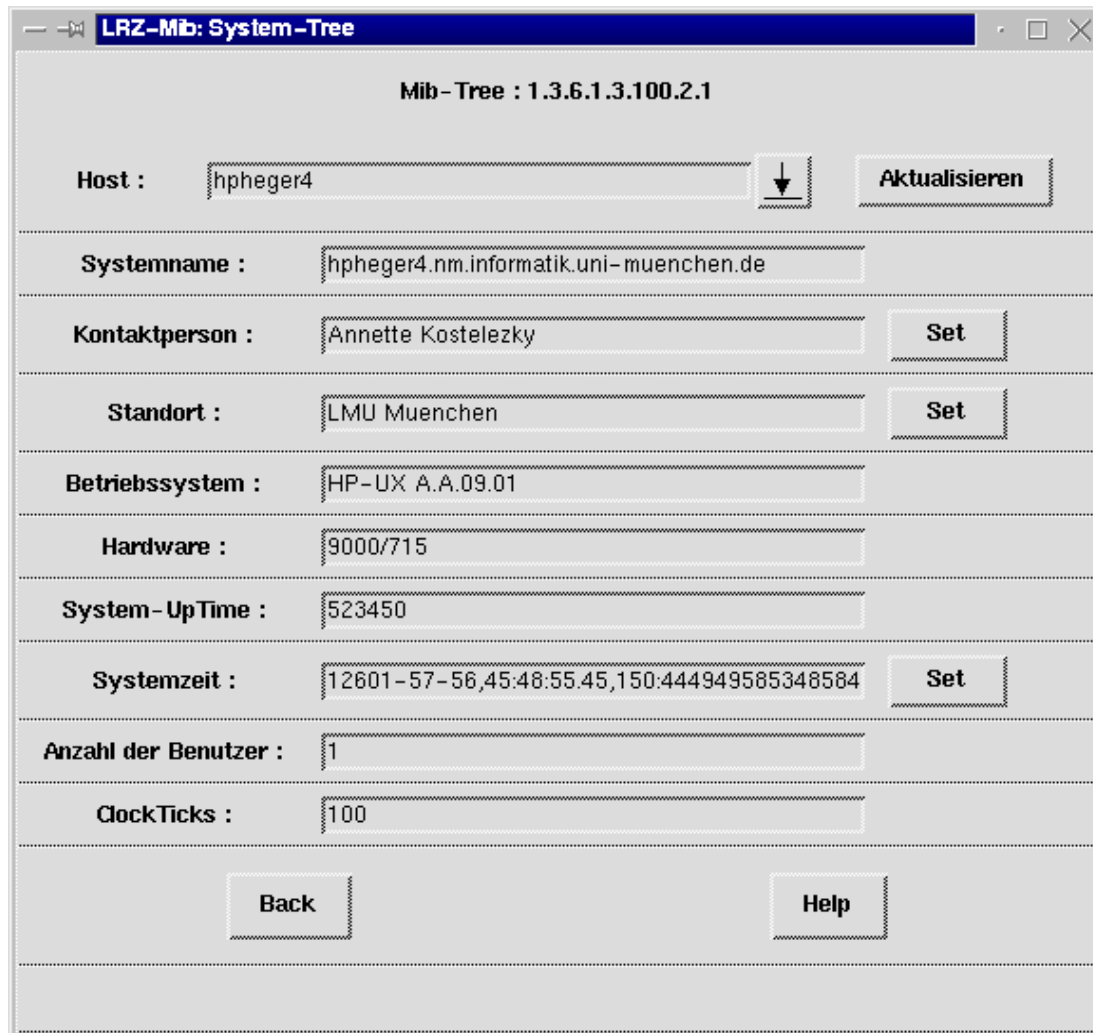 LRZ-Mib: System-Tree
Mib-Tree : 1.3.6.1.3.100.2.1
Host : hpheger4 Aktualisieren
Systemname : hpheger4.nm.informatik.uni-muenchen.de
Kontaktperson : Annette Kostelezky Set
Standort : LMU Muenchen Set
Betriebssystem : HP-UX A.A.09.01
Hardware : 9000/715
System-UpTime : 523450
Systemzeit : 12601-57-56,45:48:55.45,150:444949585348584 Set
Anzahl der Benutzer : 1
ClockTicks : 100
Back Help